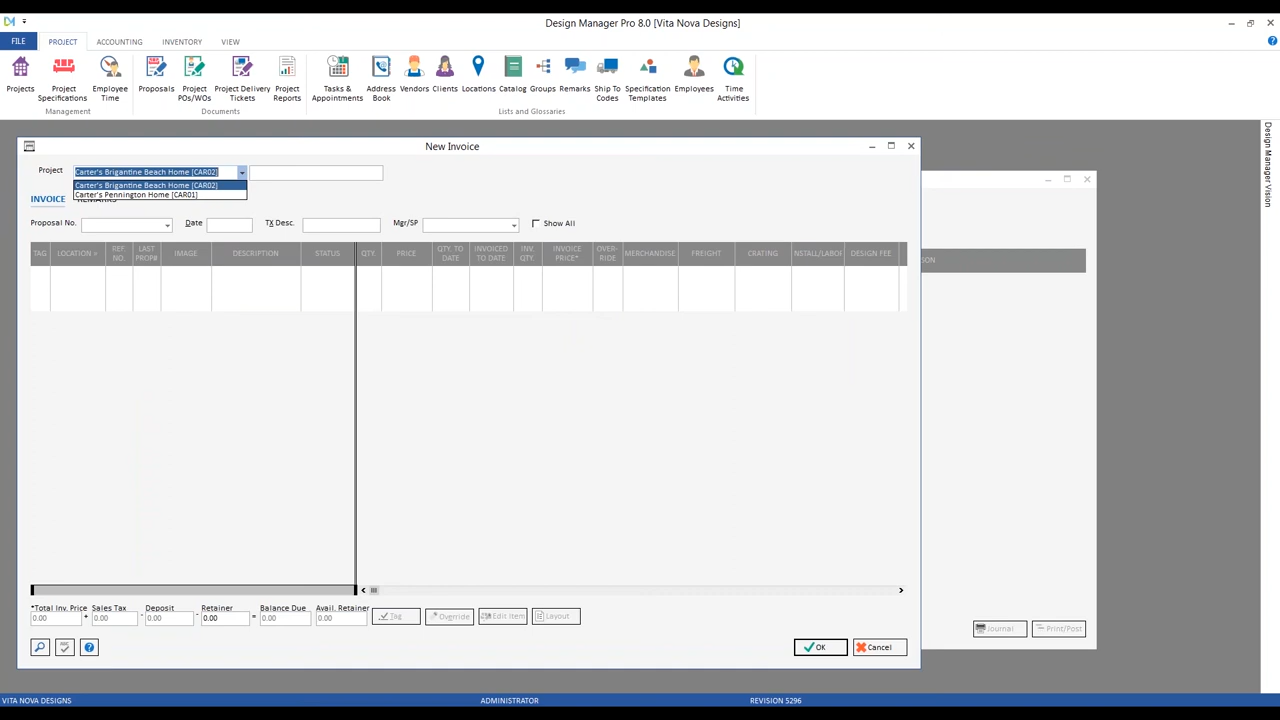 Design Manager Pro 8.0 [Vita Nova Designs]
FILE PROJECT ACCOUNTING INVENTORY VIEW
Projects
Project Specifications
Employee Time
Proposals
Project POs/WOs
Project Delivery Tickets
Project Reports
Tasks & Appointments
Address Book
Vendors
Clients
Locations
Catalog
Groups
Remarks
Ship To Codes
Specification Templates
Employees
Time Activities
Management Documents Lists and Glossaries
Design Manager Vision
New Invoice
Project Carter's Brigantine Beach Home [CAR02]
Carter's Brigantine Beach Home [CAR02]
Carter's Pennington Home [CAR01]
INVOICE REMARKS
Proposal No. Date TX Desc. Mgr/SP Show All
TAG
LOCATION
REF. NO.
LAST PROP#
IMAGE
DESCRIPTION
STATUS
QTY.
PRICE
QTY. TO DATE
INVOICED TO DATE
INV. QTY.
INVOICE PRICE*
OVER-RIDE
MERCHANDISE
FREIGHT
CRATING
NSTALL/LABOI
DESIGN FEE
SON
*Total Inv. Price Sales Tax Deposit Retainer Balance Due Avail. Retainer
0.00 + 0.00 - 0.00 - 0.00 = 0.00 0.00
Tag Override Edit Item Layout
Journal Print/Post
OK Cancel
VITA NOVA DESIGNS ADMINISTRATOR REVISION 5296